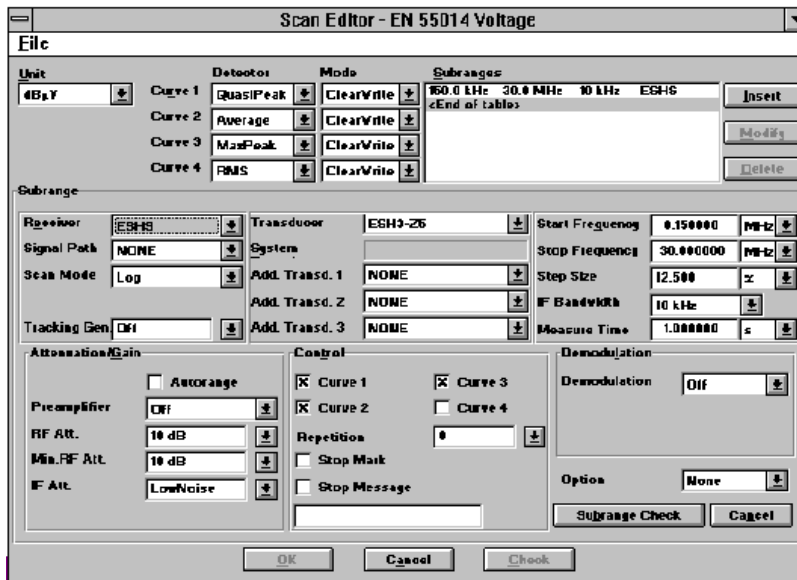 Scan Editor - EN 55014 Voltage
File
Unit Detector Mode Subranges
dBµV Curve 1 QuasiPeak ClearWrite 150.0 kHz 30.0 MHz 10 kHz ESHS Insert
<End of table>
Curve 2 Average ClearWrite Modify
Curve 3 MaxPeak ClearWrite
Curve 4 RMS ClearWrite Delete
Subrange
Receiver ESHS Transducer ESH3-Z5 Start Frequency 0.150000 MHz
Signal Path NONE System Stop Frequency 30.000000 MHz
Scan Mode Log Add. Transd. 1 NONE Step Size 12.500 %
Add. Transd. 2 NONE IF Bandwidth 10 kHz
Tracking Gen. Off Add. Transd. 3 NONE Measure Time 1.000000 s
Attenuation/Gain Control Demodulation
Autorange Curve 1 Curve 3 Demodulation Off
Preamplifier Off Curve 2 Curve 4
RF Att. 10 dB Repetition 0
Min.RF Att. 10 dB Stop Mark
IF Att. LowNoise Stop Message Option None
Subrange Check Cancel
OK Cancel Check